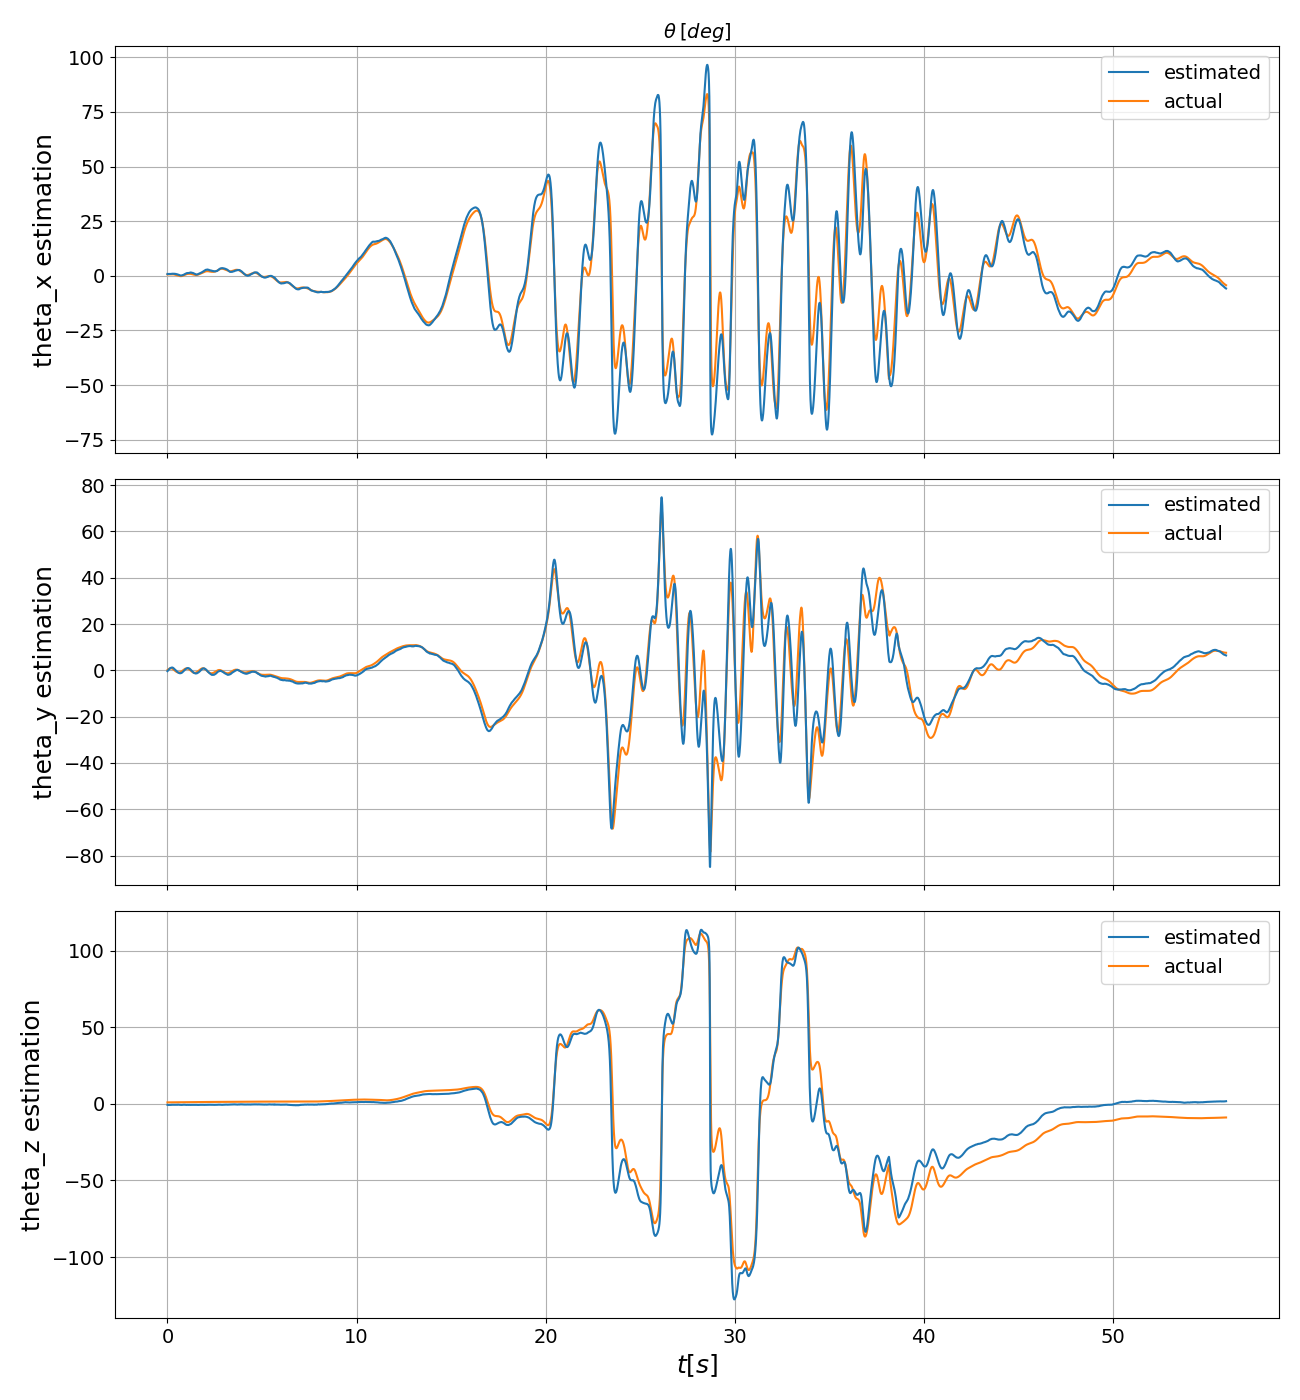 θ [deg]
100
75
50
25
0
−25
−50
−75
theta_x estimation
estimated
actual
80
60
40
20
0
−20
−40
−60
−80
theta_y estimation
estimated
actual
100
50
0
−50
−100
theta_z estimation
estimated
actual
0 10 20 30 40 50
t[s]